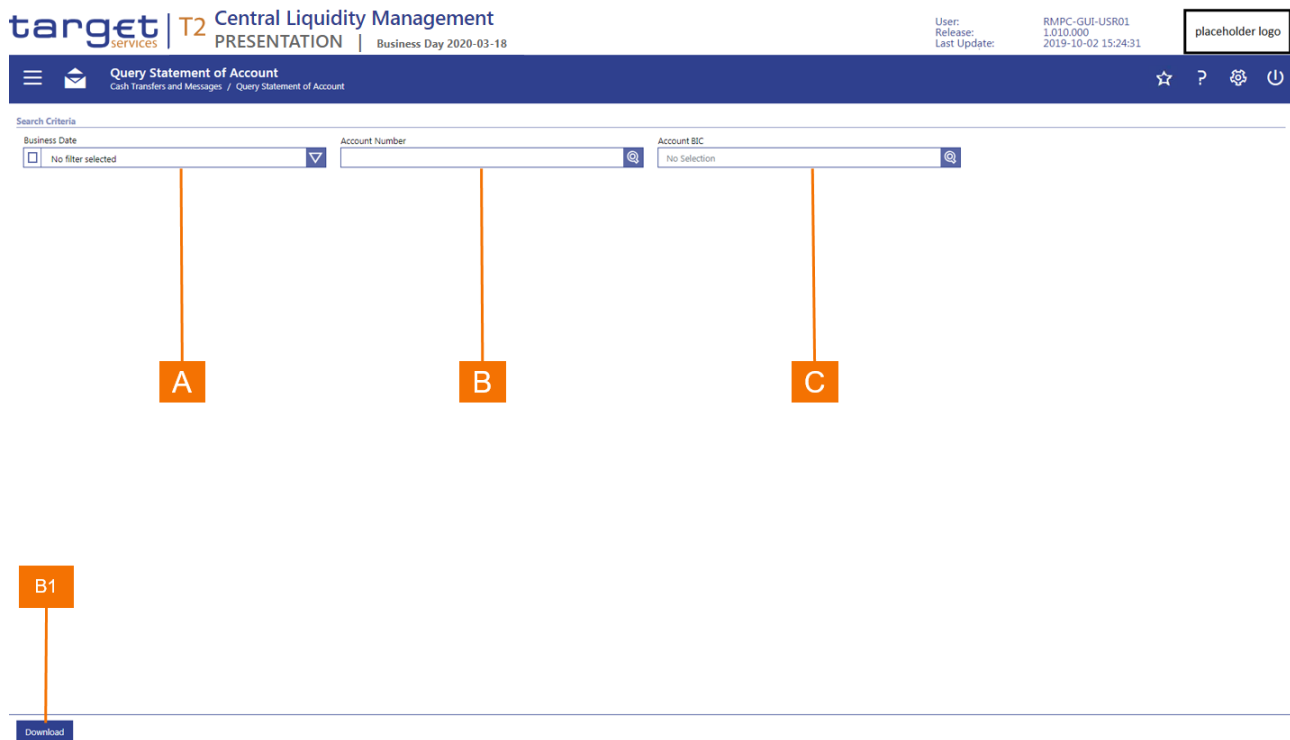 target services T2 Central Liquidity Management
PRESENTATION | Business Day 2020-03-18
User: RMPC-GUI-USR01
Release: 1.010.000
Last Update: 2019-10-02 15:24:31
placeholder logo
Query Statement of Account
Cash Transfers and Messages / Query Statement of Account
?
Search Criteria
Business Date Account Number Account BIC
No filter selected No Selection
A B C
B1
Download